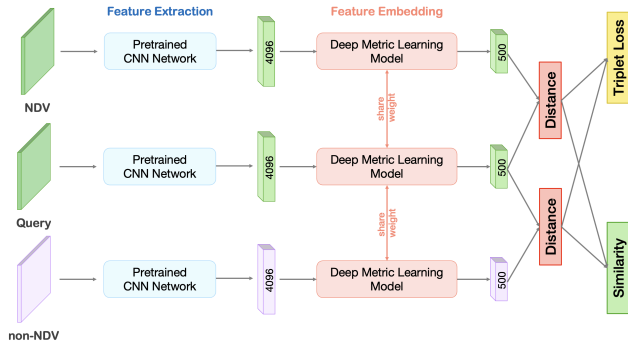 Feature Extraction
Feature Embedding
Pretrained
CNN Network
4096
Deep Metric Learning
Model
500
NDV
Distance
Triplet Loss
share
weight
Pretrained
CNN Network
4096
Deep Metric Learning
Model
500
Query
Distance
share
weight
Pretrained
CNN Network
4096
Deep Metric Learning
Model
500
Similarity
non-NDV